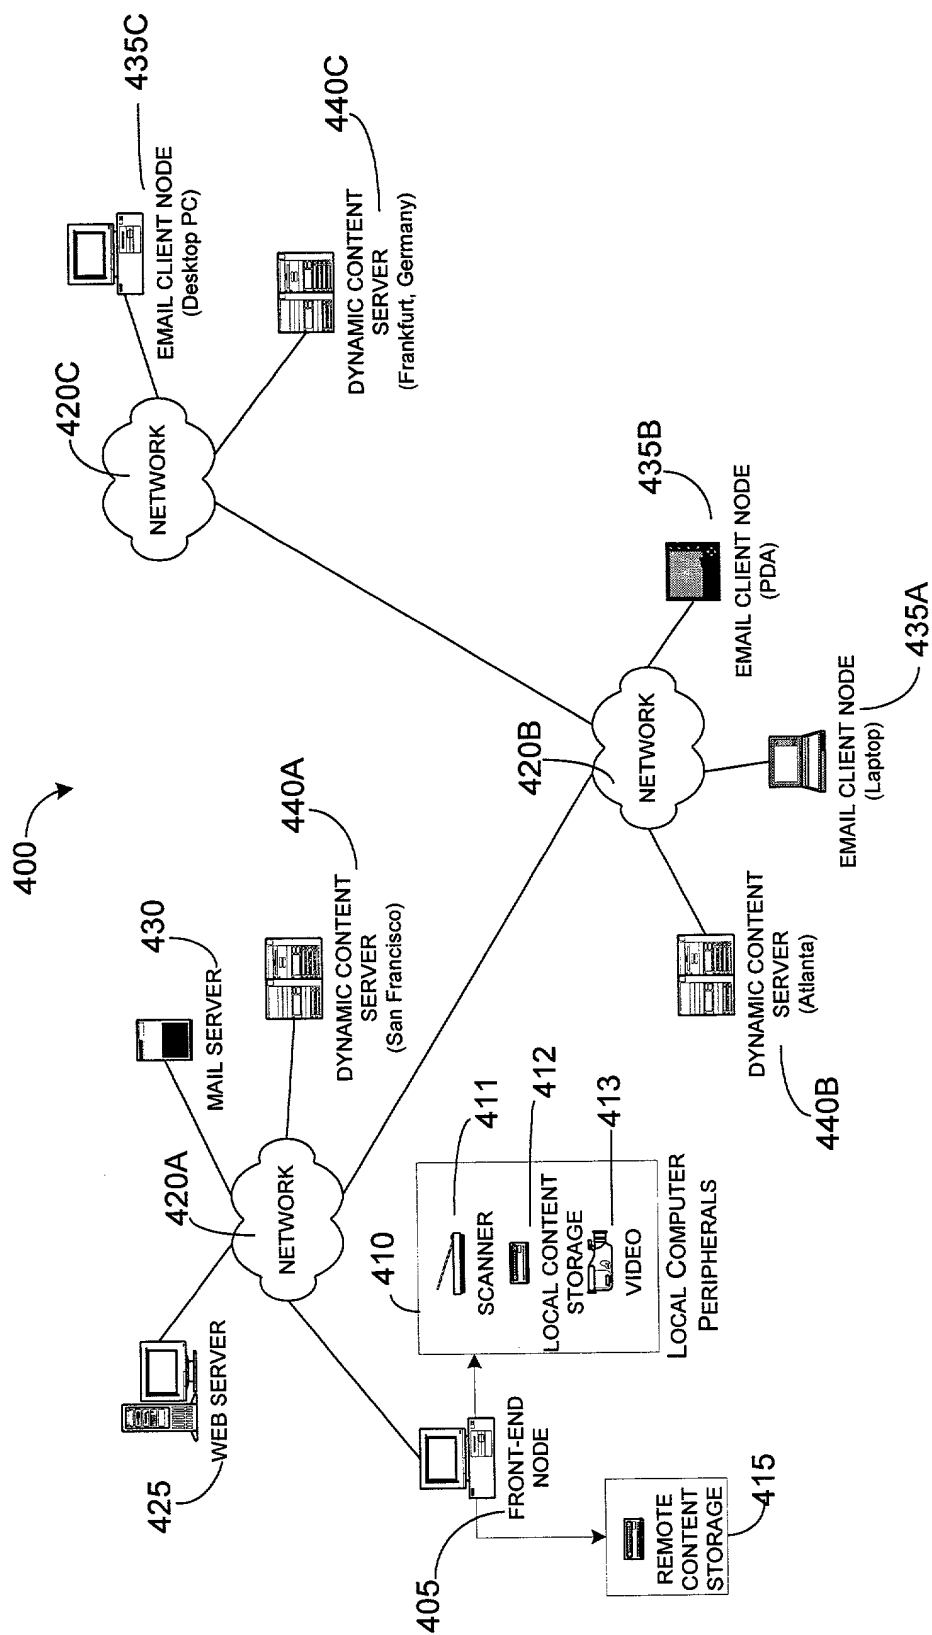 400
425
WEB SERVER
420A
NETWORK
430
MAIL SERVER
440A
DYNAMIC CONTENT
SERVER
(San Francisco)
405
FRONT-END
NODE
410
411
SCANNER
412
LOCAL CONTENT
STORAGE
413
VIDEO
LOCAL COMPUTER
PERIPHERALS
REMOTE
CONTENT
STORAGE
415
420B
NETWORK
440B
DYNAMIC CONTENT
SERVER
(Atlanta)
EMAIL CLIENT NODE
(Laptop)
435A
EMAIL CLIENT NODE
(PDA)
435B
420C
NETWORK
EMAIL CLIENT NODE
(Desktop PC)
435C
DYNAMIC CONTENT
SERVER
(Frankfurt, Germany)
440C